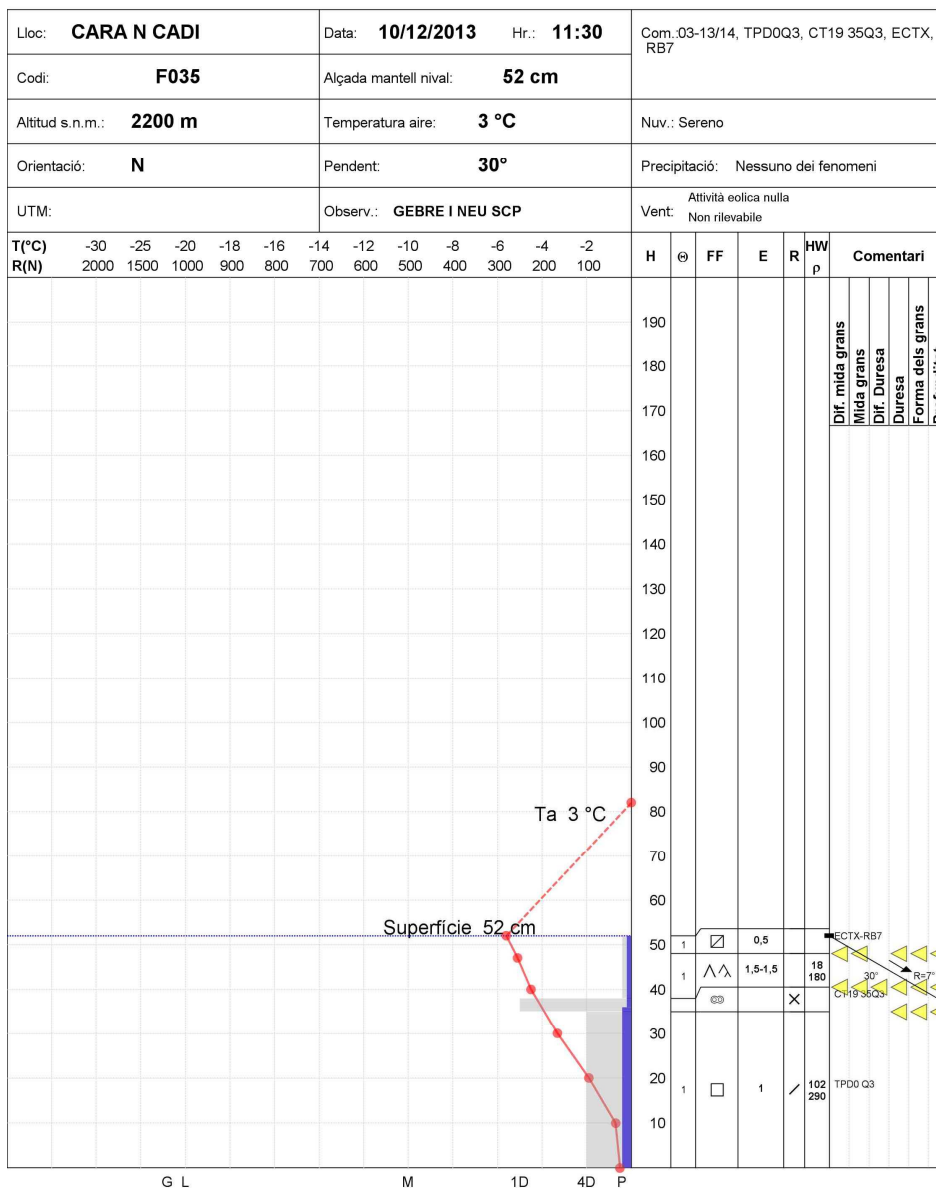 Lloc: CARA N CADI
Data: 10/12/2013 Hr.: 11:30
Com.:03-13/14, TPD0Q3, CT19 35Q3, ECTX,
RB7
Codi: F035
Alçada mantell nival: 52 cm
Altitud s.n.m.: 2200 m
Temperatura aire: 3 °C
Nuv.: Sereno
Orientació: N
Pendent: 30°
Precipitació: Nessuno dei fenomeni
UTM:
Observ.: GEBRE I NEU SCP
Vent: Attività eolica nulla
Non rilevabile
T(°C) -30 -25 -20 -18 -16 -14 -12 -10 -8 -6 -4 -2
R(N) 2000 1500 1000 900 800 700 600 500 400 300 200 100
H Θ FF E R HW ρ Comentari
Dif. mida grans
Mida grans
Dif. Duresa
Duresa
Forma dels grans
190
180
170
160
150
140
130
120
110
100
90
80
70
60
50
40
30
20
10
Ta 3 °C
Superfície 52 cm
1 0,5 ECTX-RB7
1 1,5-1,5 18
180
30° R=7°
CT19 35Q3
1 1 102
290
TPD0 Q3
G L M 1D 4D P